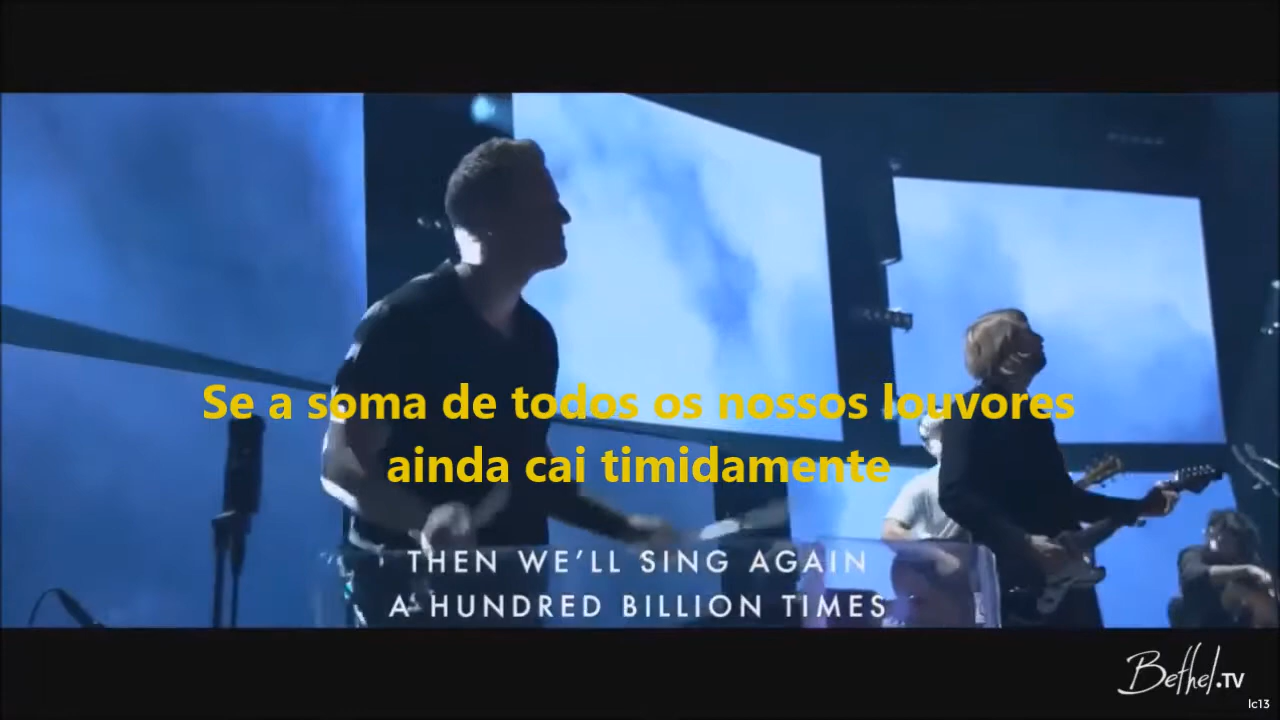 Se a soma de todos os nossos louvores
ainda cai timidamente
THEN WE'LL SING AGAIN
A HUNDRED BILLION TIMES
Bethel.TV
lc13